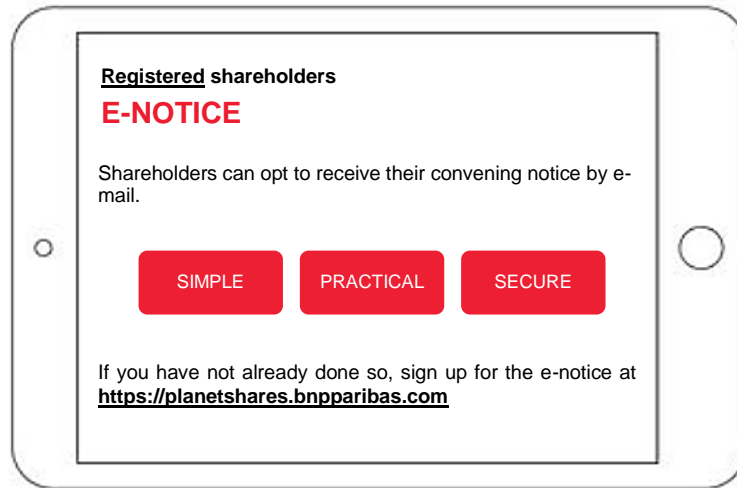 Registered shareholders
E-NOTICE
Shareholders can opt to receive their convening notice by e-
mail.
SIMPLE
PRACTICAL
SECURE
If you have not already done so, sign up for the e-notice at
https://planetshares.bnpparibas.com